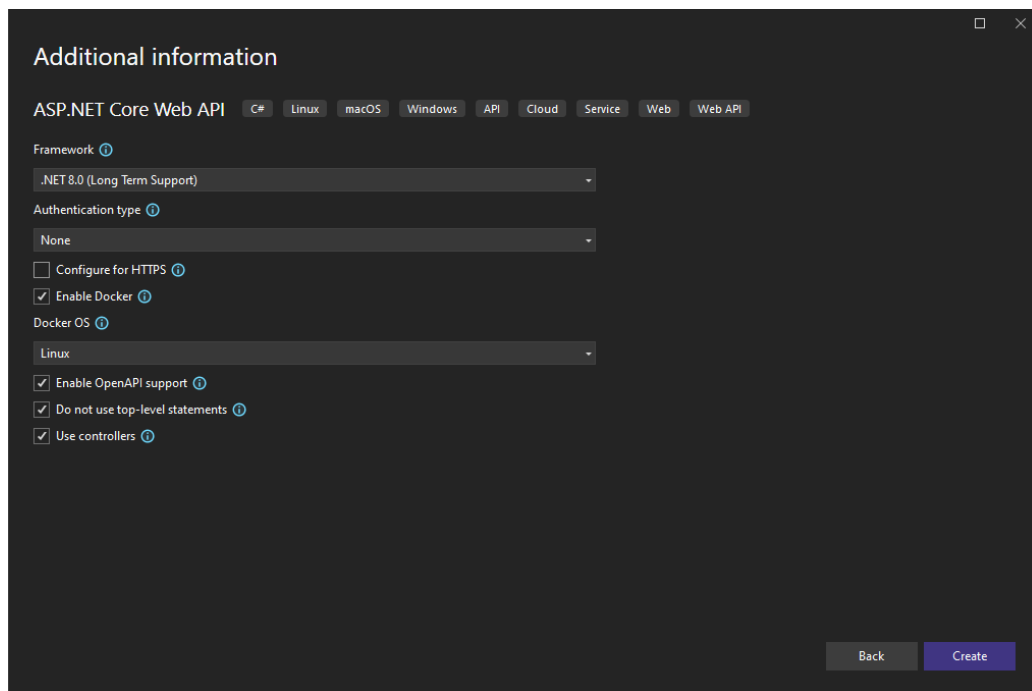 Additional information
ASP.NET Core Web API C# Linux macOS Windows API Cloud Service Web Web API
Framework
.NET 8.0 (Long Term Support)
Authentication type
None
Configure for HTTPS
Enable Docker
Docker OS
Linux
Enable OpenAPI support
Do not use top-level statements
Use controllers
Back Create